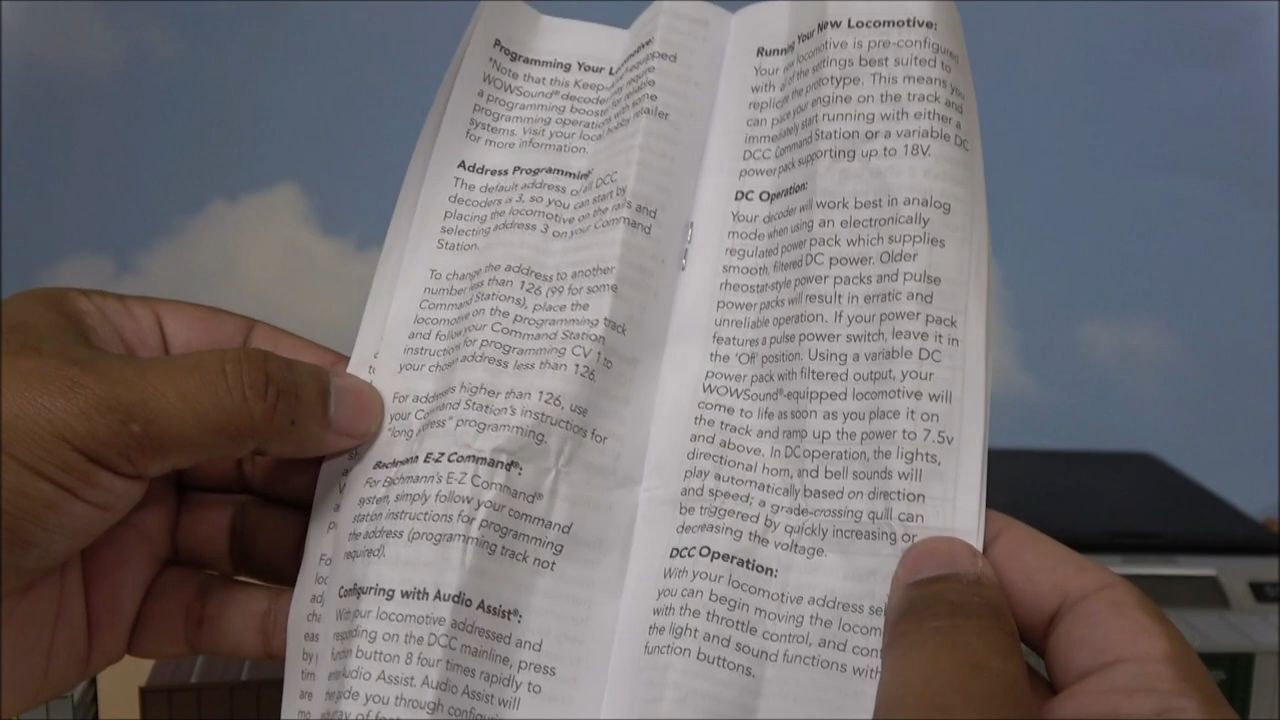 Programming Your Locomotive:
*Note that this Keep- equipped
WOWSound® decoder may require
a programming booster for reliable
programming operations with some
systems. Visit your local hobby retailer
for more information.
Address Programming:
The default address of all DCC
decoders is 3, so you can start by
placing the locomotive on the rails and
selecting address 3 on your Command
Station.
To change the address to another
number less than 126 (99 for some
Command Stations), place the
locomotive on the programming track
and follow your Command Station
instructions for programming CV 1 to
your chosen address less than 126.
For address higher than 126, use
your Command Station's instructions for
"long address" programming.
Bachmann E-Z Command®:
For Bachmann's E-Z Command®
system, simply follow your command
station instructions for programming
the address (programming track not
required).
Configuring with Audio Assist®:
With your locomotive addressed and
responding on the DCC mainline, press
function button 8 four times rapidly to
enter Audio Assist. Audio Assist will
guide you through
Running Your New Locomotive:
Your new locomotive is pre-configured
with all of the settings best suited to
replicate the prototype. This means you
can place your engine on the track and
immediately start running with either a
DCC Command Station or a variable DC
power pack supporting up to 18V.
DC Operation:
Your decoder will work best in analog
mode when using an electronically
regulated power pack which supplies
smooth, filtered DC power. Older
rheostat-style power packs and pulse
power packs will result in erratic and
unreliable operation. If your power pack
features a pulse power switch, leave it in
the 'Off' position. Using a variable DC
power pack with filtered output, your
WOWSound®-equipped locomotive will
come to life as soon as you place it on
the track and ramp up the power to 7.5v
and above. In DC operation, the lights,
directional horn, and bell sounds will
play automatically based on direction
and speed; a grade-crossing quill can
be triggered by quickly increasing or
decreasing the voltage.
DCC Operation:
With your locomotive address se
you can begin moving the locom
with the throttle control, and con
the light and sound functions with
function buttons.